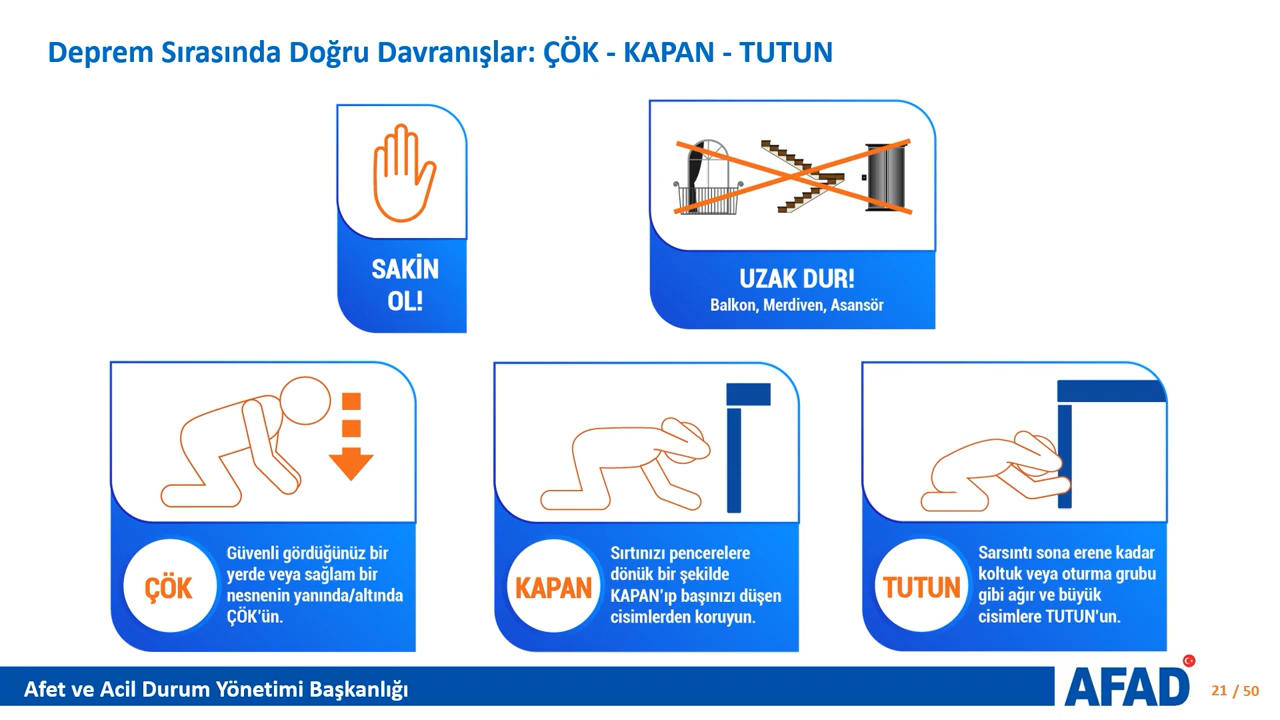 Deprem Sırasında Doğru Davranışlar: ÇÖK - KAPAN - TUTUN
SAKİN
OL!
UZAK DUR!
Balkon, Merdiven, Asansör
ÇÖK
Güvenli gördüğünüz bir
yerde veya sağlam bir
nesnenin yanında/altında
ÇÖK'ün.
KAPAN
Sırtınızı pencerelere
dönük bir şekilde
KAPAN'ıp başınızı düşen
cisimlerden koruyun.
TUTUN
Sarsıntı sona erene kadar
koltuk veya oturma grubu
gibi ağır ve büyük
cisimlere TUTUN'un.
Afet ve Acil Durum Yönetimi Başkanlığı
AFAD
21 / 50